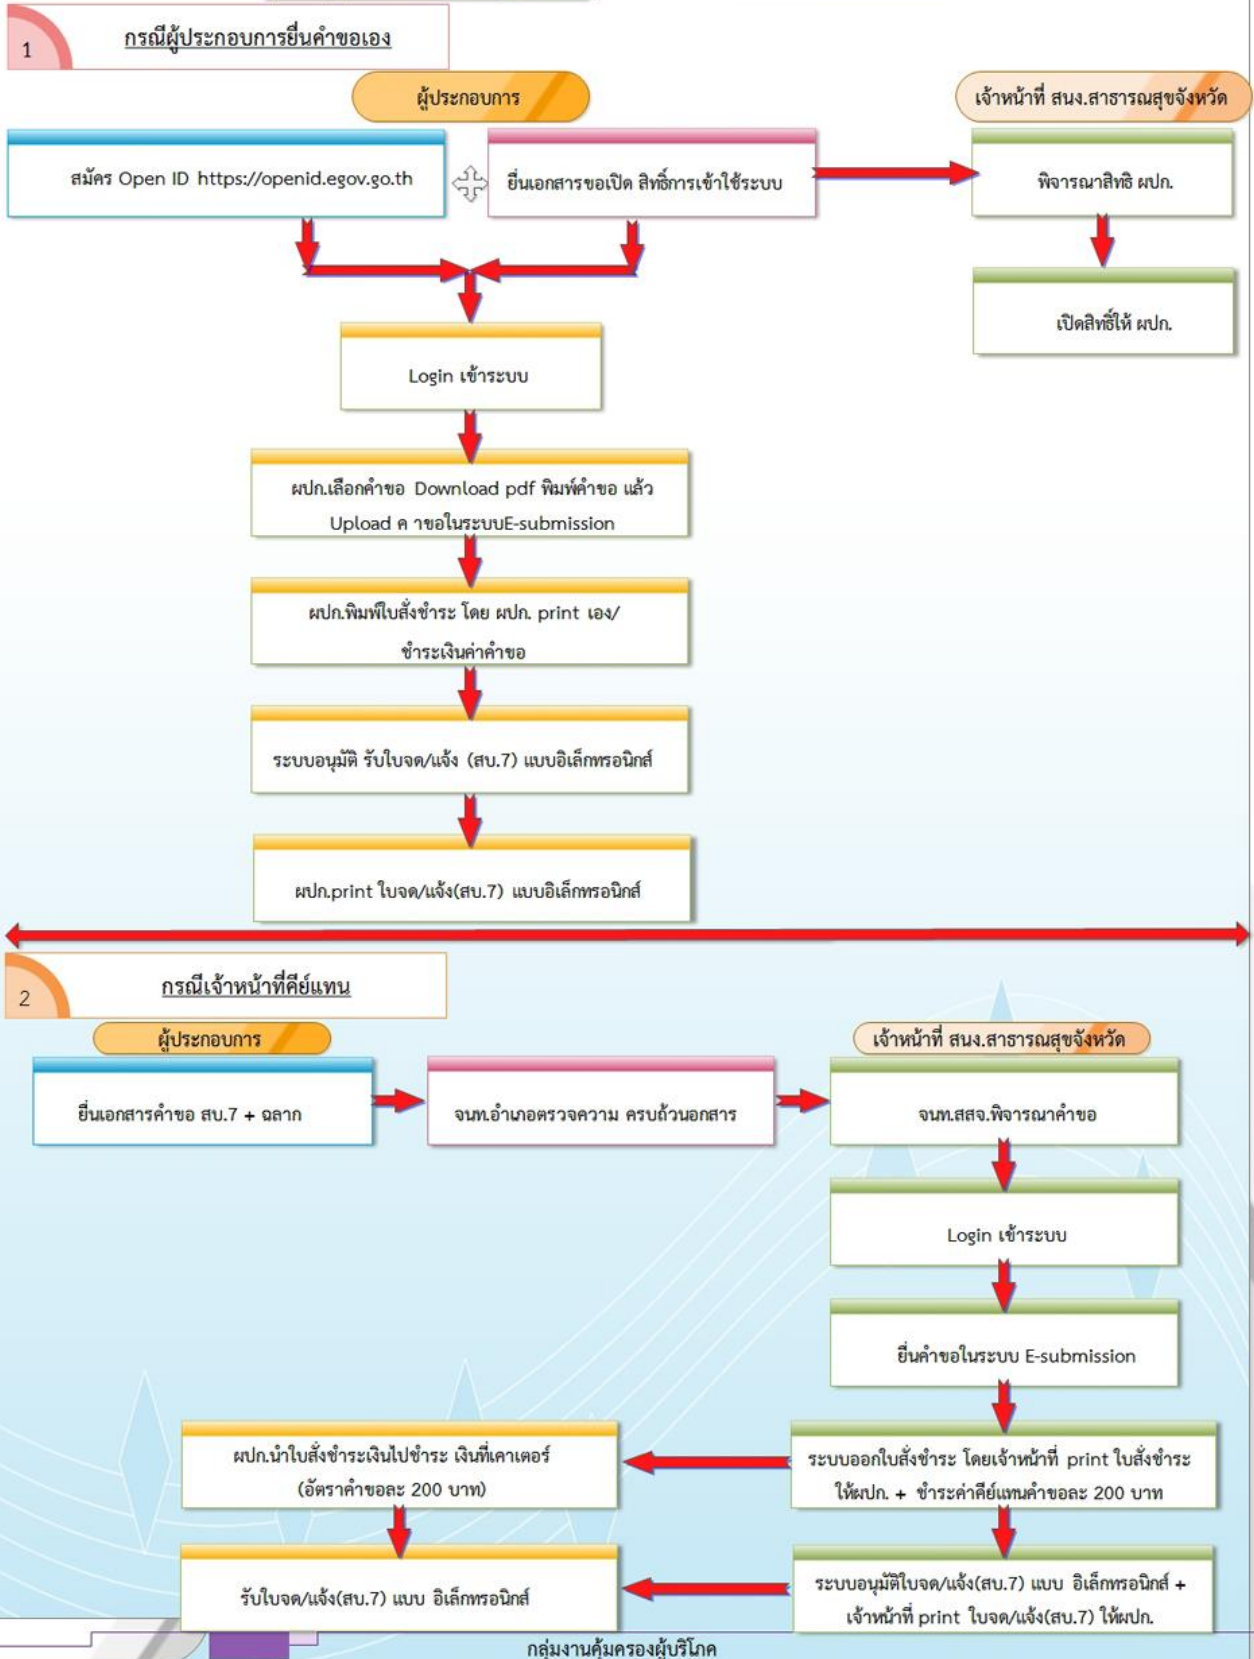 1
กรณีผู้ประกอบการยื่นคำขอเอง
ผู้ประกอบการ
เจ้าหน้าที่ สนง.สาธารณสุขจังหวัด
สมัคร Open ID https://openid.egov.go.th
ยื่นเอกสารขอเปิด สิทธิ์การเข้าใช้ระบบ
พิจารณาสิทธิ ผปก.
เปิดสิทธิ์ให้ ผปก.
Login เข้าระบบ
ผปก.เลือกคำขอ Download pdf พิมพ์คำขอ แล้ว
Upload ค าขอในระบบE-submission
ผปก.พิมพ์ใบสั่งชำระ โดย ผปก. print เอง/
ชำระเงินค่าคำขอ
ระบบอนุมัติ รับใบจด/แจ้ง (สบ.7) แบบอิเล็กทรอนิกส์
ผปก.print ใบจด/แจ้ง(สบ.7) แบบอิเล็กทรอนิกส์
2
กรณีเจ้าหน้าที่คีย์แทน
ผู้ประกอบการ
เจ้าหน้าที่ สนง.สาธารณสุขจังหวัด
ยื่นเอกสารคำขอ สบ.7 + ฉลาก
จนท.อำเภอตรวจความ ครบถ้วนอกสาร
จนท.สสจ.พิจารณาคำขอ
Login เข้าระบบ
ยื่นคำขอในระบบ E-submission
ผปก.นำใบสั่งชำระเงินไปชำระ เงินที่เคาเตอร์
(อัตราคำขอละ 200 บาท)
ระบบออกใบสั่งชำระ โดยเจ้าหน้าที่ print ใบสั่งชำระ
ให้ผปก. + ชำระค่าคีย์แทนคำขอละ 200 บาท
รับใบจด/แจ้ง(สบ.7) แบบ อิเล็กทรอนิกส์
ระบบอนุมัติใบจด/แจ้ง(สบ.7) แบบ อิเล็กทรอนิกส์ +
เจ้าหน้าที่ print ใบจด/แจ้ง(สบ.7) ให้ผปก.
กลุ่มงานคุ้มครองผู้บริโภค